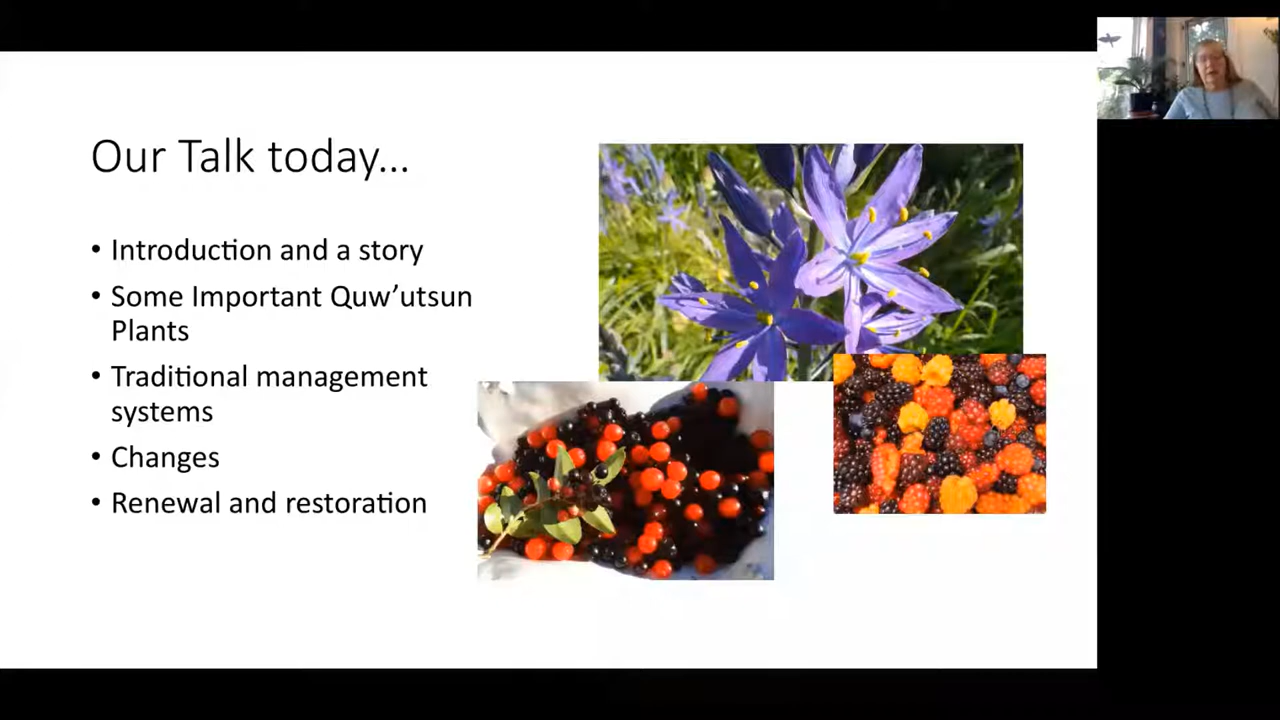 Our Talk today...
• Introduction and a story
• Some Important Quw’utsun
Plants
• Traditional management
systems
• Changes
• Renewal and restoration